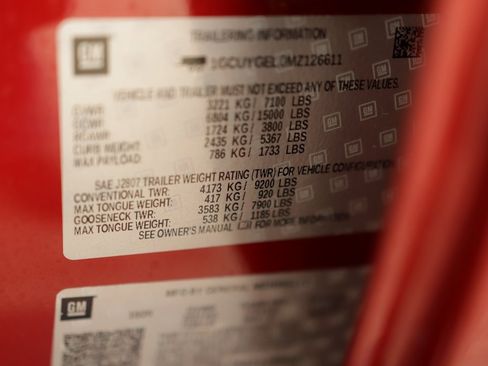 GM
TRAILERING INFORMATION
1GCUYGEL0MZ126611
VEHICLE AND TRAILER MUST NOT EXCEED ANY OF THESE
GVWR: 3221 KG / 7100 LBS
GCWR: 6804 KG / 15000 LBS
RGAWR: 1724 KG / 3800 LBS
CURB WEIGHT: 2435 KG / 5367 LBS
MAX PAYLOAD: 786 KG / 1733 LBS
SAE J2807 TRAILER WEIGHT RATING (TWR) FOR VEHICLE CONFIGURATION
CONVENTIONAL TWR: 4173 KG / 9200 LBS
MAX TONGUE WEIGHT: 417 KG / 920 LBS
GOOSENECK TWR: 3583 KG / 7900 LBS
MAX TONGUE WEIGHT: 538 KG / 1185 LBS
SEE OWNER'S MANUAL FOR MORE INFORMATION
GM
MFD BY GENERAL